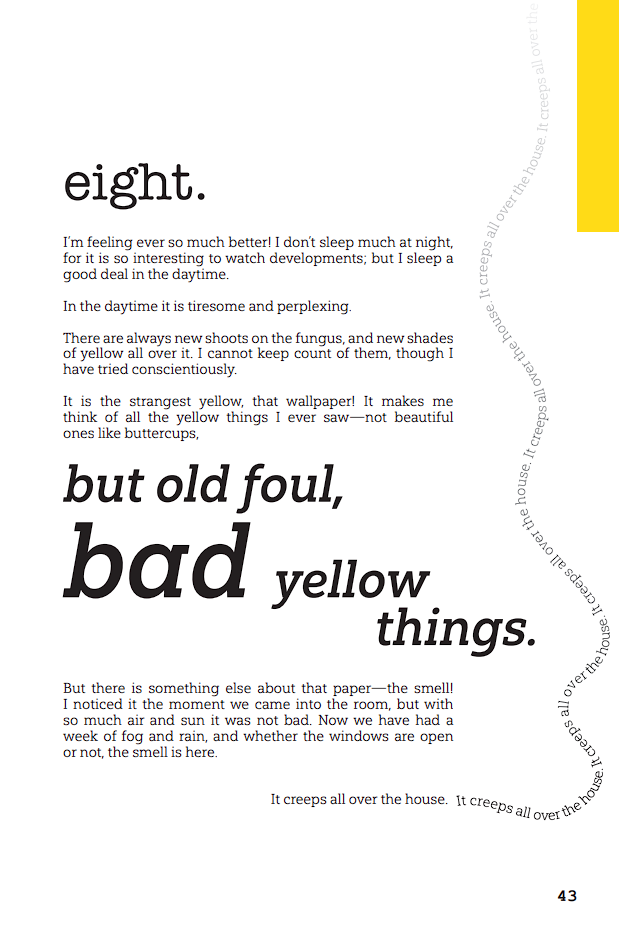 eight.
I'm feeling ever so much better! I don't sleep much at night,
for it is so interesting to watch developments; but I sleep a
good deal in the daytime.
In the daytime it is tiresome and perplexing.
There are always new shoots on the fungus, and new shades
of yellow all over it. I cannot keep count of them, though I
have tried conscientiously.
It is the strangest yellow, that wallpaper! It makes me
think of all the yellow things I ever saw—not beautiful
ones like buttercups,
but old foul,
bad yellow
things.
But there is something else about that paper—the smell!
I noticed it the moment we came into the room, but with
so much air and sun it was not bad. Now we have had a
week of fog and rain, and whether the windows are open
or not, the smell is here.
It creeps all over the house. It creeps all over the house. It creeps all over the house. It creeps all over the house. It creeps all over the house. It creeps all over the house. It creeps all over the
43